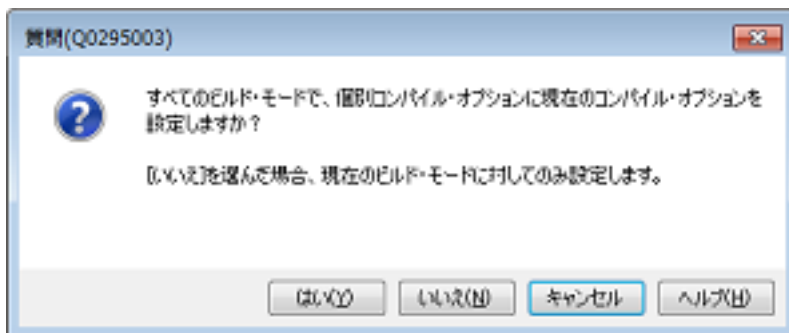 質問(Q0295003)
すべてのビルド・モードで、個別コンパイル・オプションに現在のコンパイル・オプションを
設定しますか？
[いいえ]を選んだ場合、現在のビルド・モードに対してのみ設定します。
はい(Y)
いいえ(N)
キャンセル
ヘルプ(H)